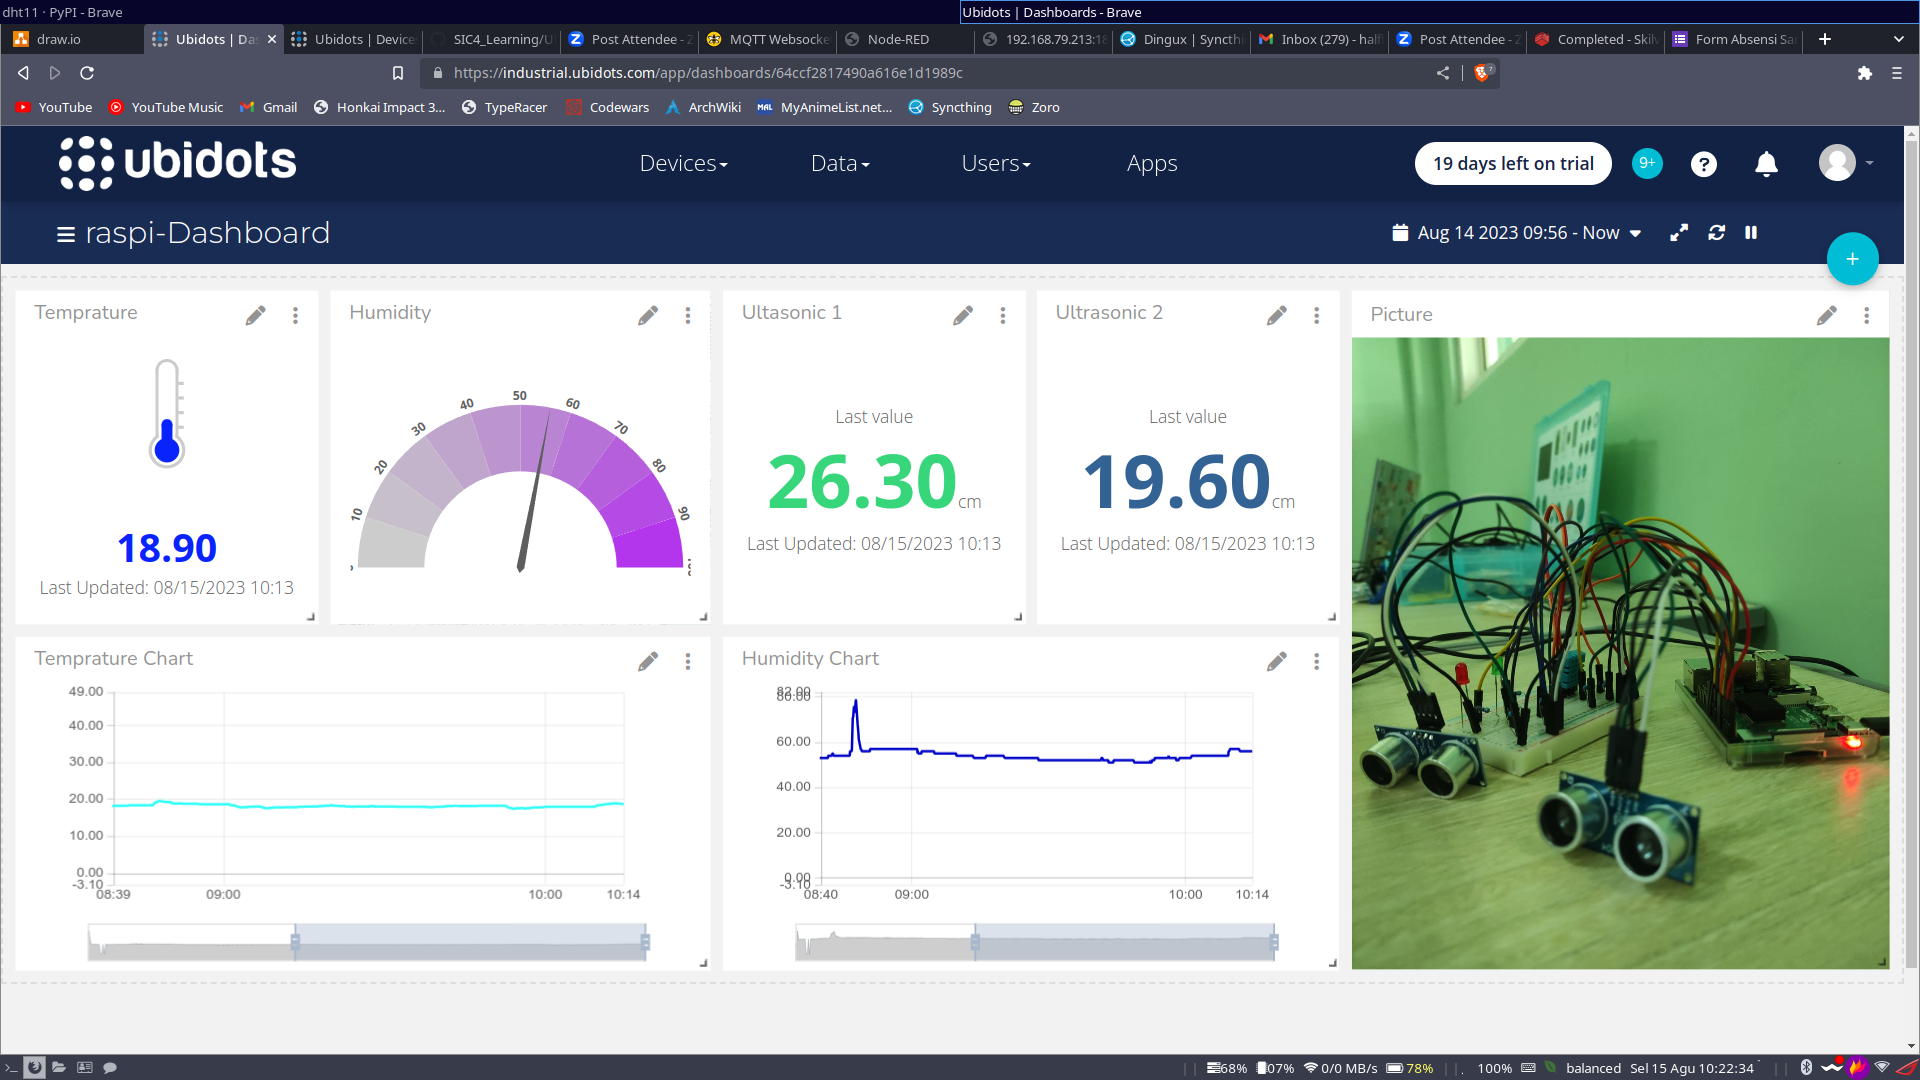 dht11 · PyPI - Brave
Ubidots | Dashboards - Brave
draw.io
Ubidots | Da
Ubidots | Device
SIC4_Learning/U
Post Attendee - Z
MQTT Websocke
Node-RED
192.168.79.213:18
Dingux | Syncthi
Inbox (279) - half
Post Attendee - Z
Completed - Skil
Form Absensi Sa
https://industrial.ubidots.com/app/dashboards/64ccf2817490a616e1d1989c
YouTube
YouTube Music
Gmail
Honkai Impact 3...
TypeRacer
Codewars
ArchWiki
MAL
MyAnimeList.net...
Syncthing
Zoro
ubidots
Devices
Data
Users
Apps
19 days left on trial
9+
raspi-Dashboard
Aug 14 2023 09:56 - Now
Temprature
18.90
Last Updated: 08/15/2023 10:13
Humidity
10
20
30
40
50
60
70
80
90
Ultasonic 1
Last value
26.30 cm
Last Updated: 08/15/2023 10:13
Ultrasonic 2
Last value
19.60 cm
Last Updated: 08/15/2023 10:13
Picture
Temprature Chart
49.00
40.00
30.00
20.00
10.00
0.00
-3.10
08:39
09:00
10:00
10:14
Humidity Chart
82.00
80.00
60.00
40.00
20.00
0.00
-3.10
08:40
09:00
10:00
10:14
68%
07%
0/0 MB/s
78%
100%
balanced
Sel 15 Agu 10:22:34